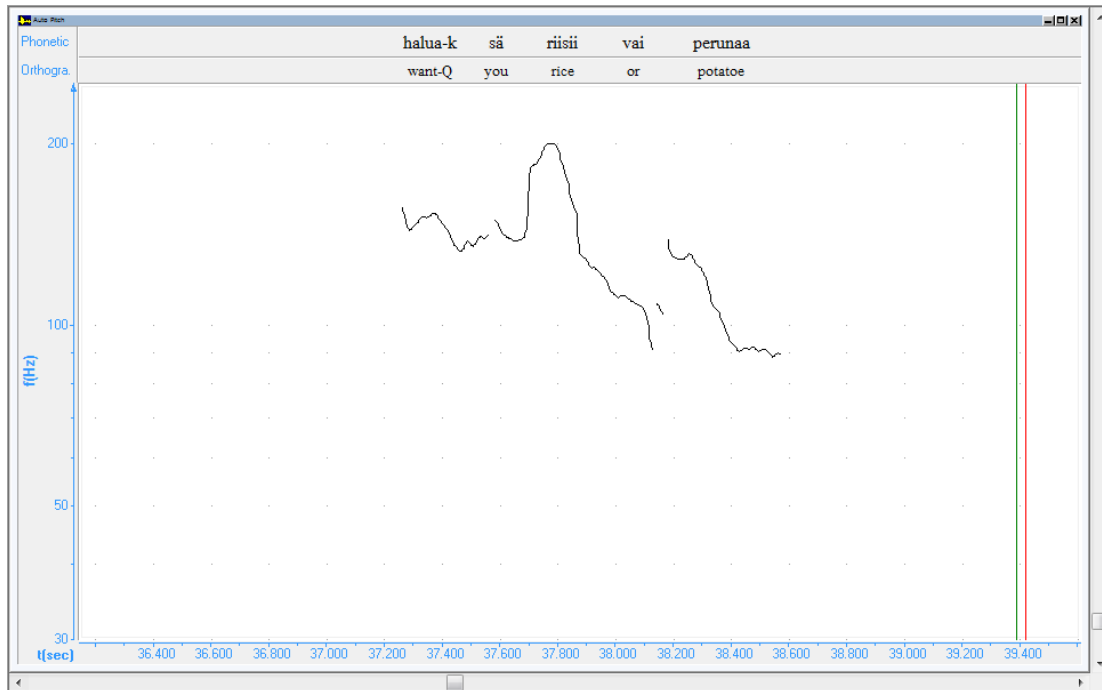 Auto Pitch
Phonetic halua-k sä riisii vai perunaa
Orthogra. want-Q you rice or potatoe
200
100
50
30
f(Hz)
t(sec) 36.400 36.600 36.800 37.000 37.200 37.400 37.600 37.800 38.000 38.200 38.400 38.600 38.800 39.000 39.200 39.400